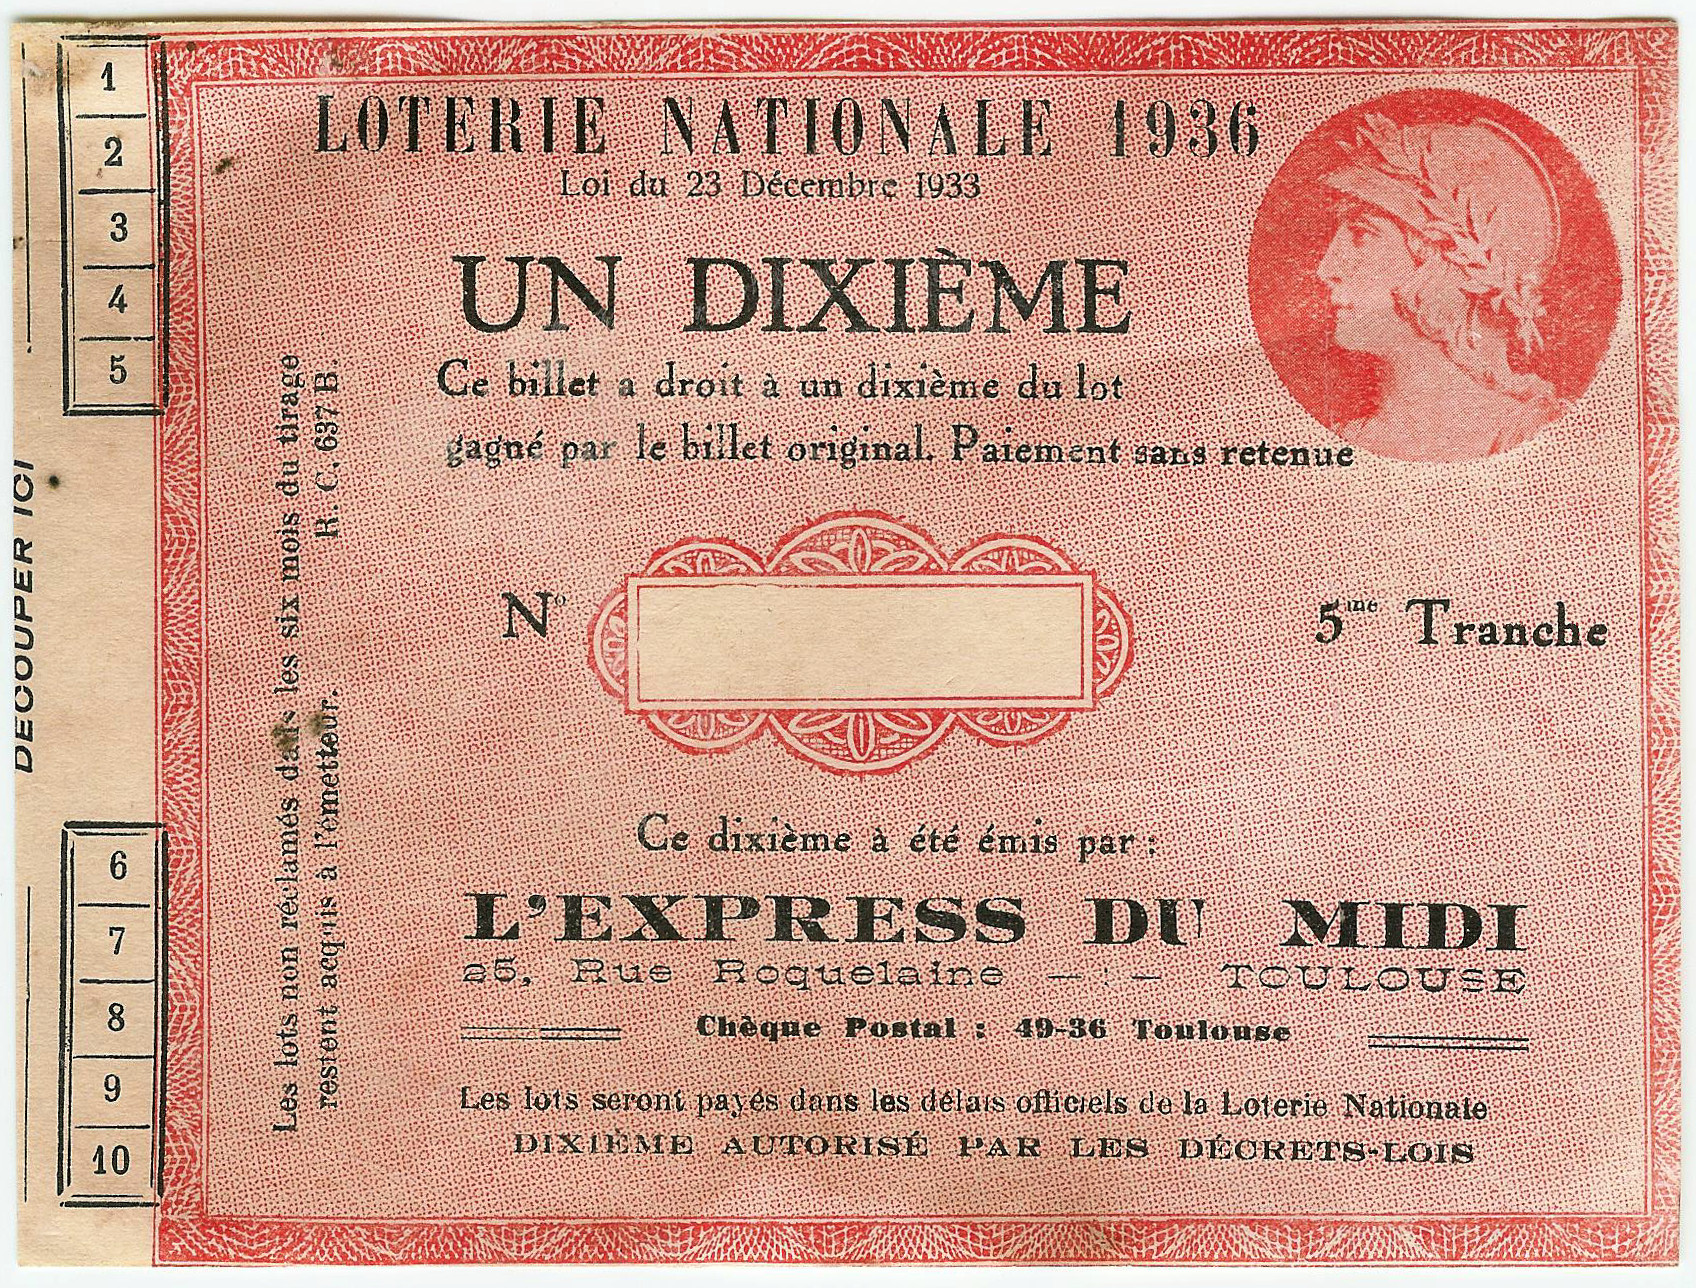 1
2
3
4
5
DECOUPER ICI
6
7
8
9
10
Les lots non réclamés dans les six mois du tirage
restent acquis à l'émetteur. R. C. 637 B.
LOTERIE NATIONALE 1936
Loi du 23 Décembre 1933
UN DIXIÈME
Ce billet a droit à un dixième du lot
gagné par le billet original. Paiement sans retenue
N° 5me Tranche
Ce dixième à été émis par :
L'EXPRESS DU MIDI
25, Rue Roquelaine — : — TOULOUSE
Chèque Postal : 49-36 Toulouse
Les lots seront payés dans les délais officiels de la Loterie Nationale
DIXIÈME AUTORISÉ PAR LES DÉCRETS-LOIS